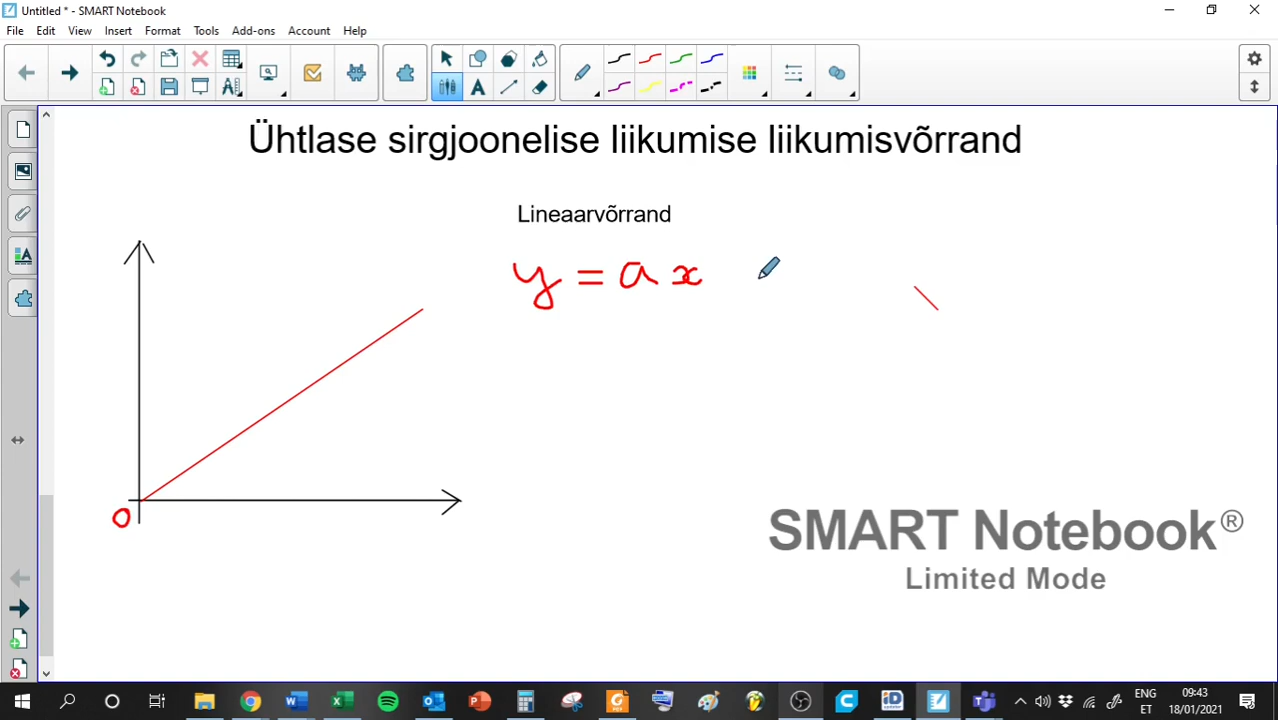 Untitled * - SMART Notebook
File Edit View Insert Format Tools Add-ons Account Help
Ühtlase sirgjoonelise liikumise liikumisvõrrand
Lineaarvõrrand
y = a x
0
SMART Notebook®
Limited Mode
ENG
ET
09:43
18/01/2021